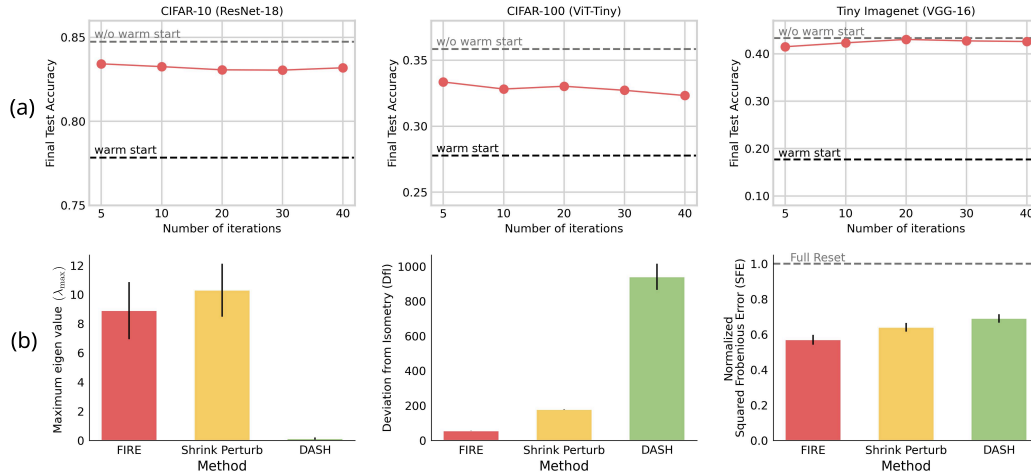 CIFAR-10 (ResNet-18)
CIFAR-100 (ViT-Tiny)
Tiny Imagenet (VGG-16)
(a)
Final Test Accuracy
0.85
0.80
0.75
w/o warm start
warm start
5 10 20 30 40
Number of iterations
Final Test Accuracy
0.35
0.30
0.25
w/o warm start
warm start
5 10 20 30 40
Number of iterations
Final Test Accuracy
0.40
0.30
0.20
0.10
w/o warm start
warm start
5 10 20 30 40
Number of iterations
(b)
Maximum eigen value (λmax)
12
10
8
6
4
2
0
FIRE Shrink Perturb DASH
Method
Deviation from Isometry (DfI)
1000
800
600
400
200
0
FIRE Shrink Perturb DASH
Method
Normalized
Squared Frobenious Error (SFE)
1.0
0.8
0.6
0.4
0.2
0.0
Full Reset
FIRE Shrink Perturb DASH
Method